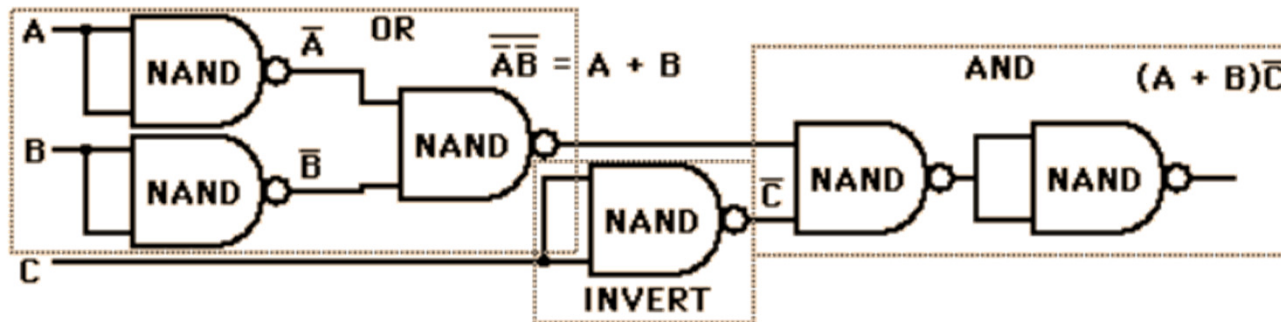 A
NAND
A̅
OR
A̅B̅̅ = A + B
AND
(A + B)C̅
NAND
B
NAND
B̅
NAND
C̅
NAND
NAND
C
INVERT